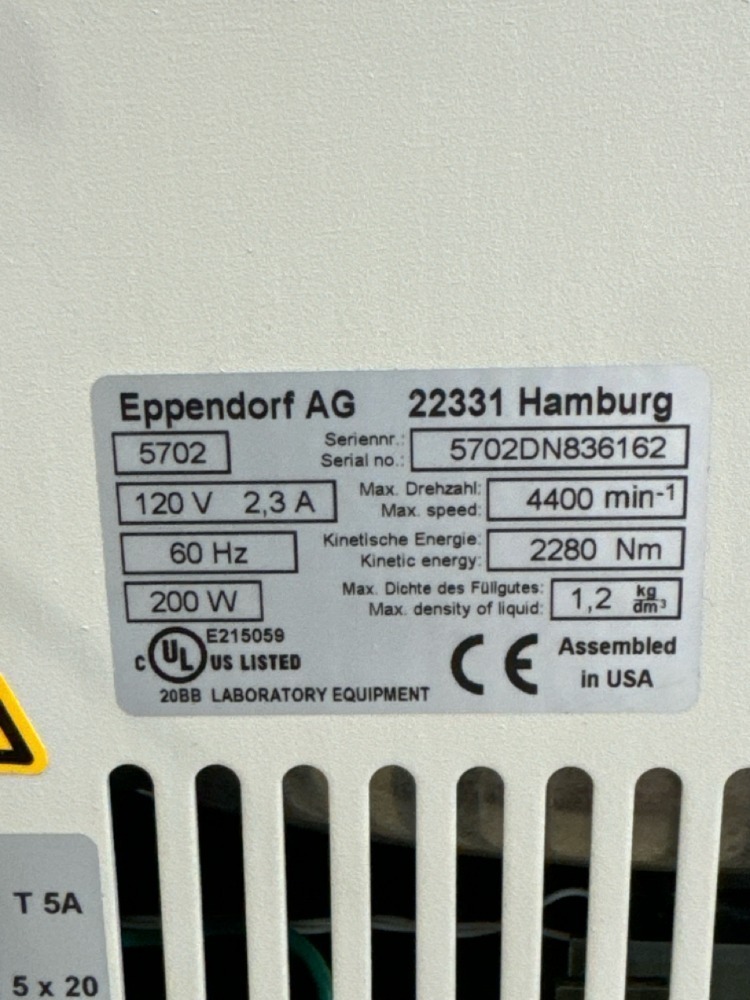 Eppendorf AG 22331 Hamburg
5702 Seriennr.: Serial no.: 5702DN836162
120 V 2,3 A Max. Drehzahl: Max. speed: 4400 min-1
60 Hz Kinetische Energie: Kinetic energy: 2280 Nm
200 W Max. Dichte des Füllgutes: Max. density of liquid: 1,2 kg/dm³
C UL US LISTED E215059
20BB LABORATORY EQUIPMENT
CE
Assembled
in USA
T 5A
5 x 20